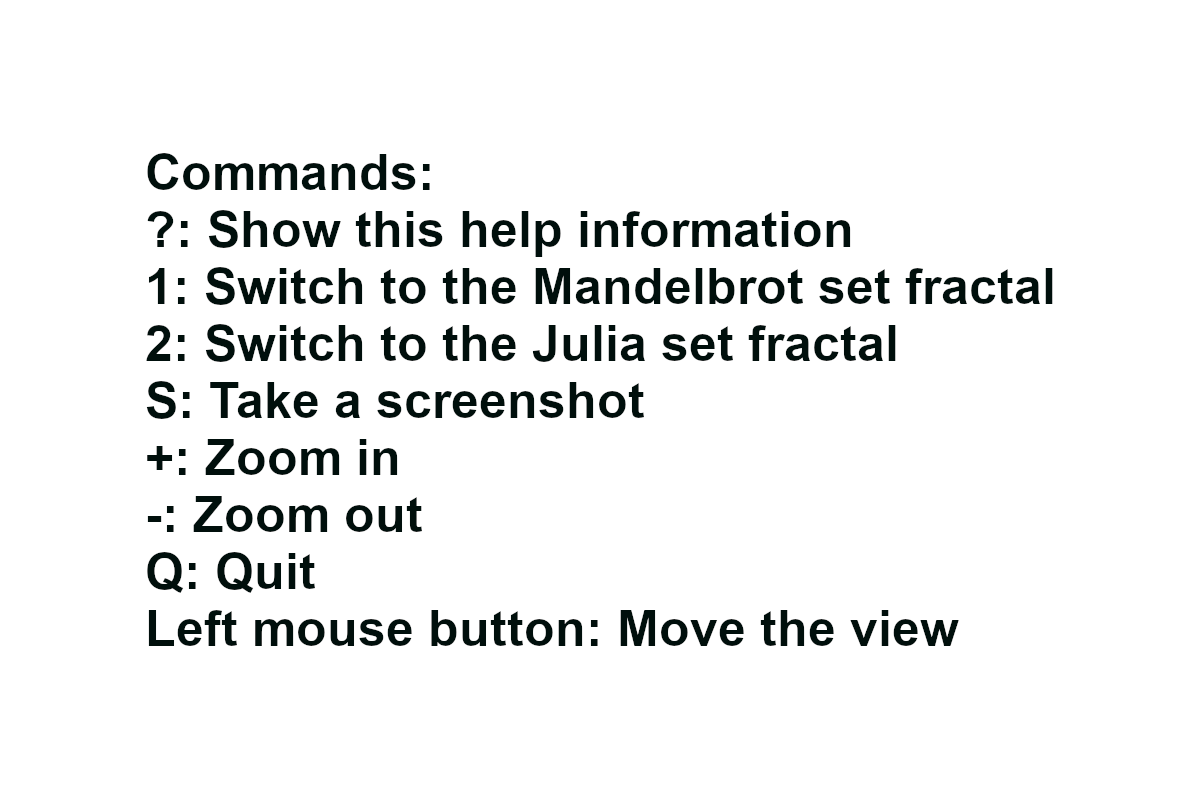 Commands:
?: Show this help information
1: Switch to the Mandelbrot set fractal
2: Switch to the Julia set fractal
S: Take a screenshot
+: Zoom in
-: Zoom out
Q: Quit
Left mouse button: Move the view